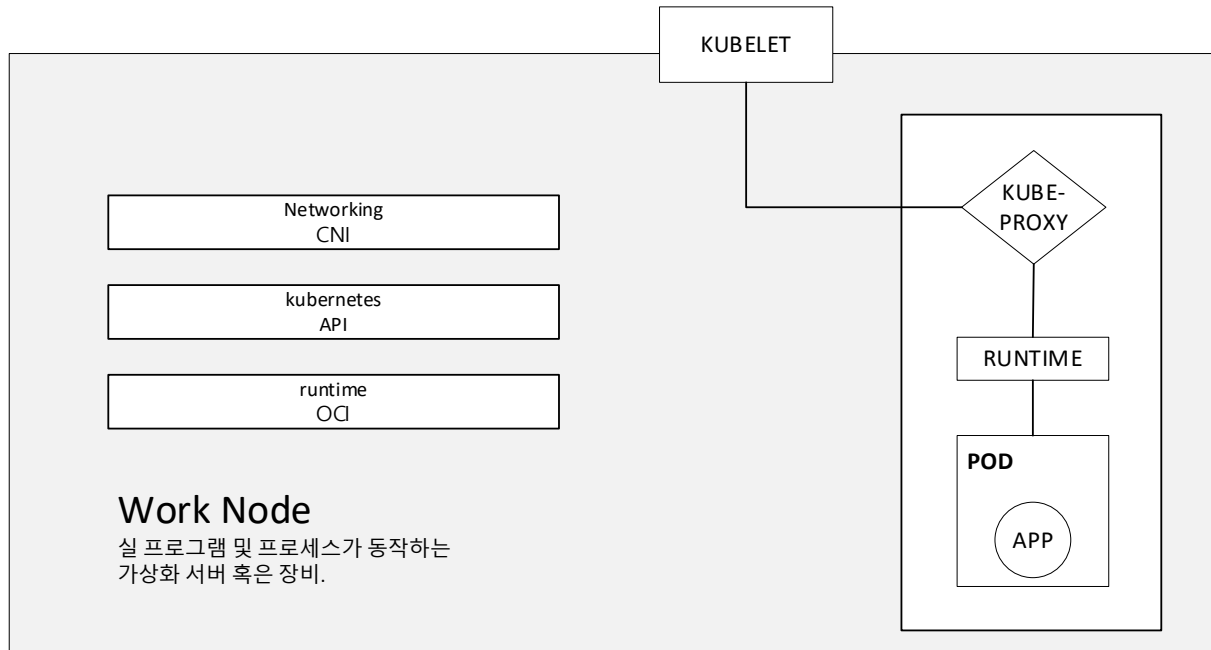 KUBELET
Networking
CNI
kubernetes
API
runtime
OCI
Work Node
실 프로그램 및 프로세스가 동작하는
가상화 서버 혹은 장비.
KUBE-
PROXY
RUNTIME
POD
APP